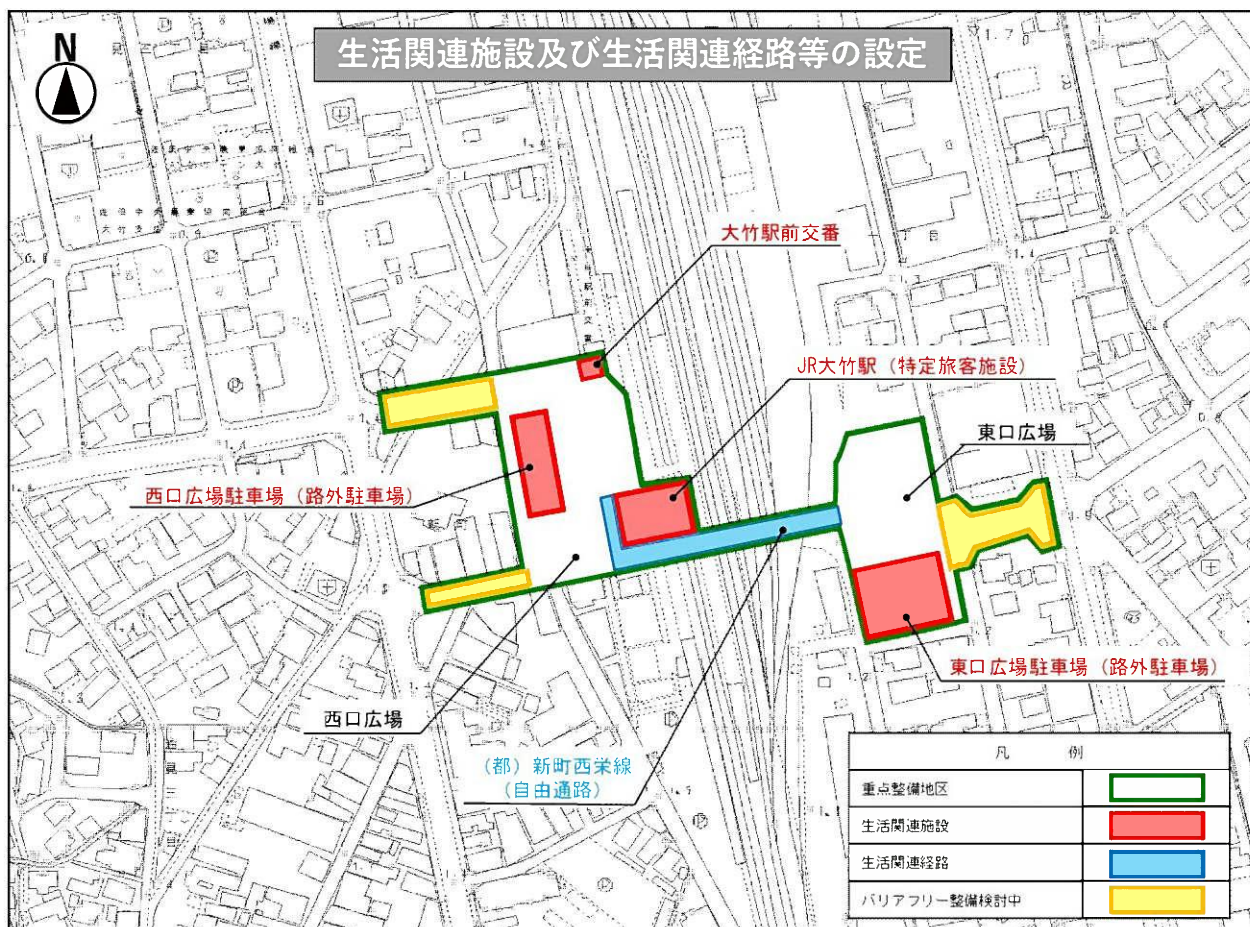 生活関連施設及び生活関連経路等の設定
N
大竹駅前交番
JR大竹駅（特定旅客施設）
東口広場
西口広場駐車場（路外駐車場）
東口広場駐車場（路外駐車場）
西口広場
（都）新町西栄線
（自由通路）
凡 例
重点整備地区
生活関連施設
生活関連経路
バリアフリー整備検討中